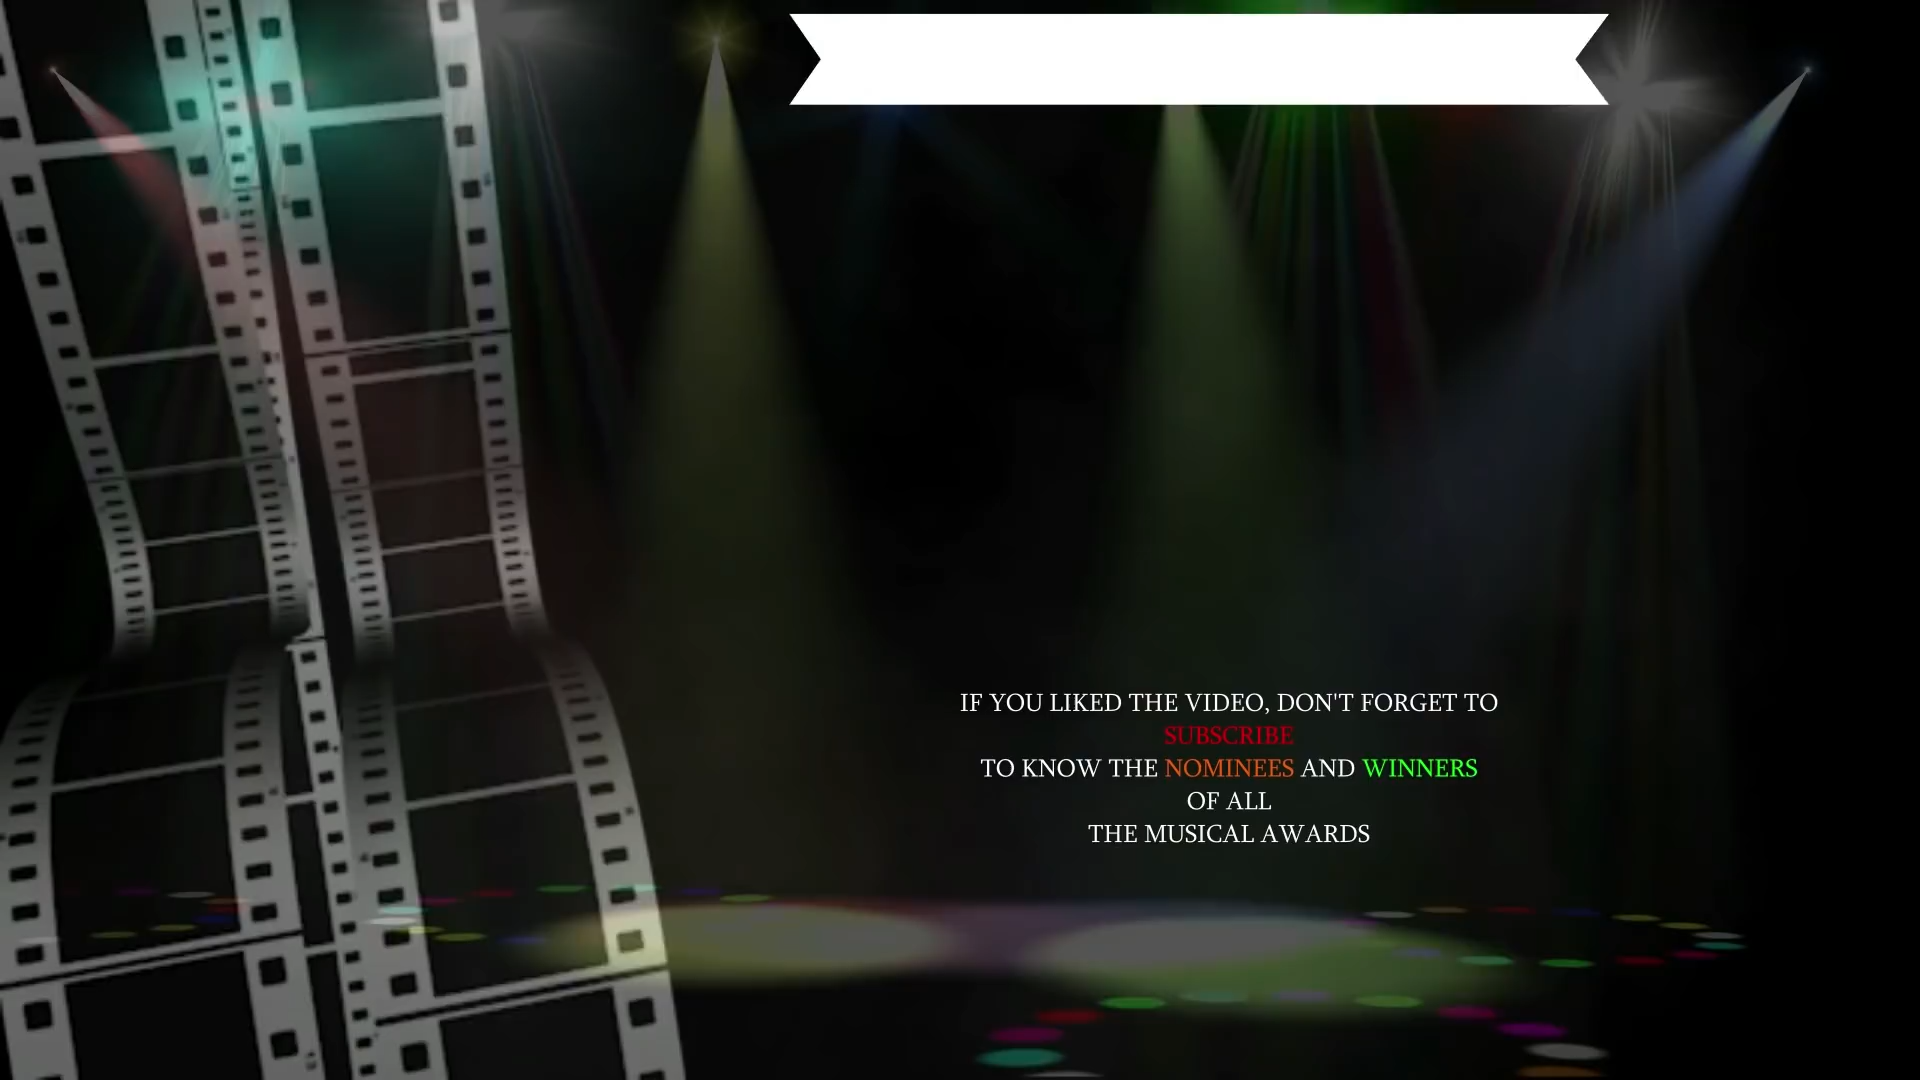 IF YOU LIKED THE VIDEO, DON'T FORGET TO
SUBSCRIBE
TO KNOW THE NOMINEES AND WINNERS
OF ALL
THE MUSICAL AWARDS